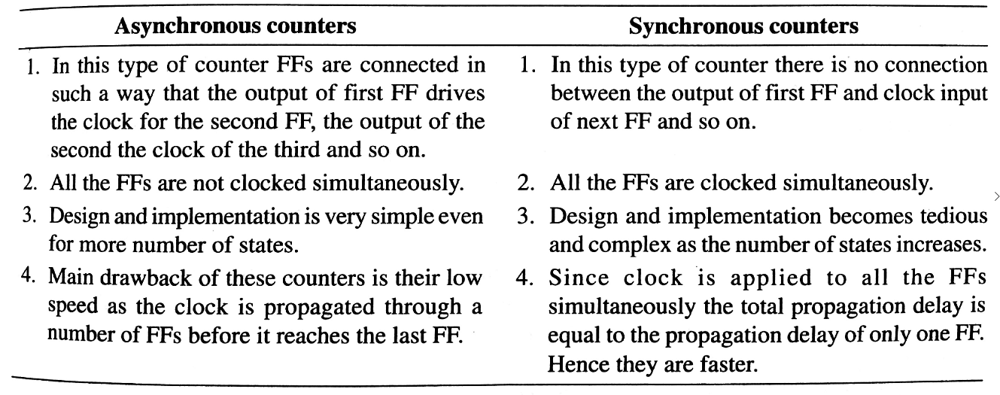 Asynchronous counters
1. In this type of counter FFs are connected in
such a way that the output of first FF drives
the clock for the second FF, the output of the
second the clock of the third and so on.
2. All the FFs are not clocked simultaneously.
3. Design and implementation is very simple even
for more number of states.
4. Main drawback of these counters is their low
speed as the clock is propagated through a
number of FFs before it reaches the last FF.
Synchronous counters
1. In this type of counter there is no connection
between the output of first FF and clock input
of next FF and so on.
2. All the FFs are clocked simultaneously.
3. Design and implementation becomes tedious
and complex as the number of states increases.
4. Since clock is applied to all the FFs
simultaneously the total propagation delay is
equal to the propagation delay of only one FF.
Hence they are faster.